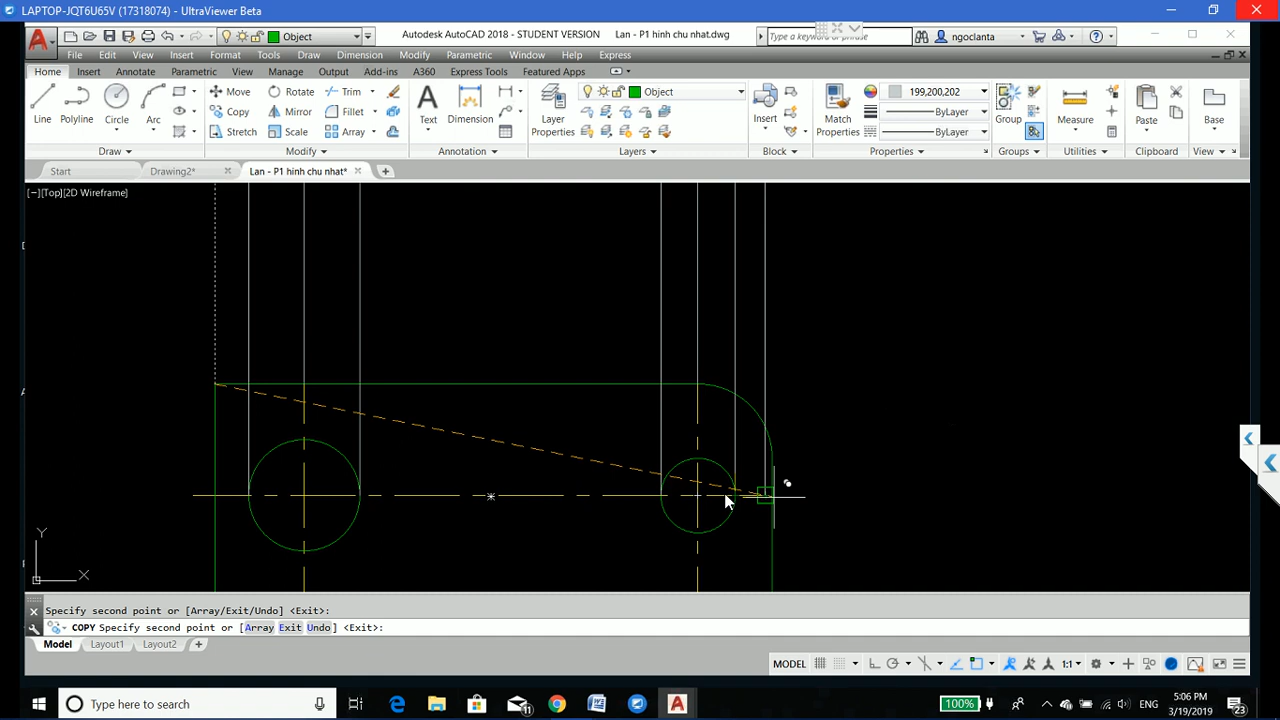 LAPTOP-JQT6U65V (17318074) - UltraViewer Beta
Object
Autodesk AutoCAD 2018 - STUDENT VERSION Lan - P1 hinh chu nhat.dwg
Type a keyword or phrase
ngoclanta
File Edit View Insert Format Tools Draw Dimension Modify Parametric Window Help Express
Home Insert Annotate Parametric View Manage Output Add-ins A360 Express Tools Featured Apps
Line Polyline Circle Arc
Move Rotate Trim
Copy Mirror Fillet
Stretch Scale Array
Text Dimension
Layer Properties
Object
Insert
Match Properties
199,200,202
ByLayer
ByLayer
Group
Measure
Paste
Base
Draw Modify Annotation Layers Block Properties Groups Utilities Clipboard View
Start Drawing2* Lan - P1 hinh chu nhat*
[−][Top][2D Wireframe]
Y
X
Specify second point or [Array/Exit/Undo] <Exit>:
COPY Specify second point or [Array Exit Undo] <Exit>:
Model Layout1 Layout2
MODEL 1:1
Type here to search
11
100%
ENG
5:06 PM
3/19/2019
23